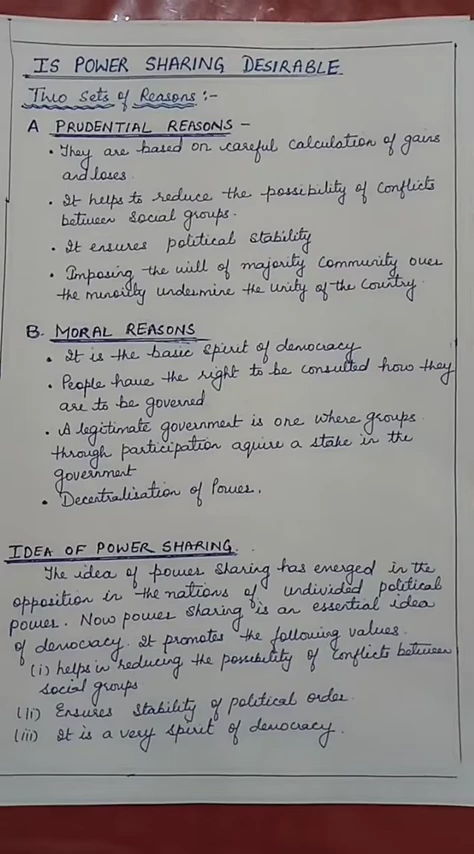 IS POWER SHARING DESIRABLE
Two Sets of Reasons :-
A PRUDENTIAL REASONS -
• They are based on careful calculation of gains
and loses.
• It helps to reduce the possibility of conflicts
between social groups.
• It ensures political stability
• Imposing the will of majority community over
the minority undermine the unity of the Country.
B. MORAL REASONS
• It is the basic spirit of democracy
• People have the right to be consulted how they
are to be governed
• A legitimate government is one where groups
through participation aquire a stake in the
government
• Decentralisation of Power.
IDEA OF POWER SHARING.
The idea of power sharing has emerged in the
opposition in the nations of undivided political
power. Now power sharing is an essential idea
of democracy. It promotes the following values.
(i) helps in reducing the possibility of conflicts between
social groups
(ii) Ensures stability of political order.
(iii) It is a very spirit of democracy.